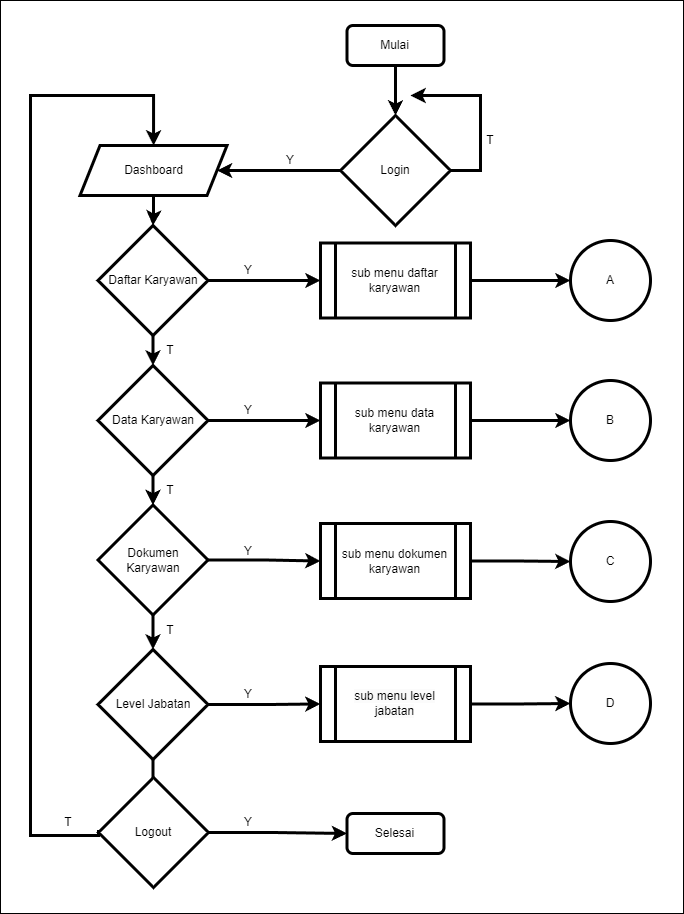 Mulai
T
Login
Y
Dashboard
Daftar Karyawan
Y
sub menu daftar
karyawan
A
T
Data Karyawan
Y
sub menu data
karyawan
B
T
Dokumen
Karyawan
Y
sub menu dokumen
karyawan
C
T
Level Jabatan
Y
sub menu level
jabatan
D
T
Logout
Y
Selesai